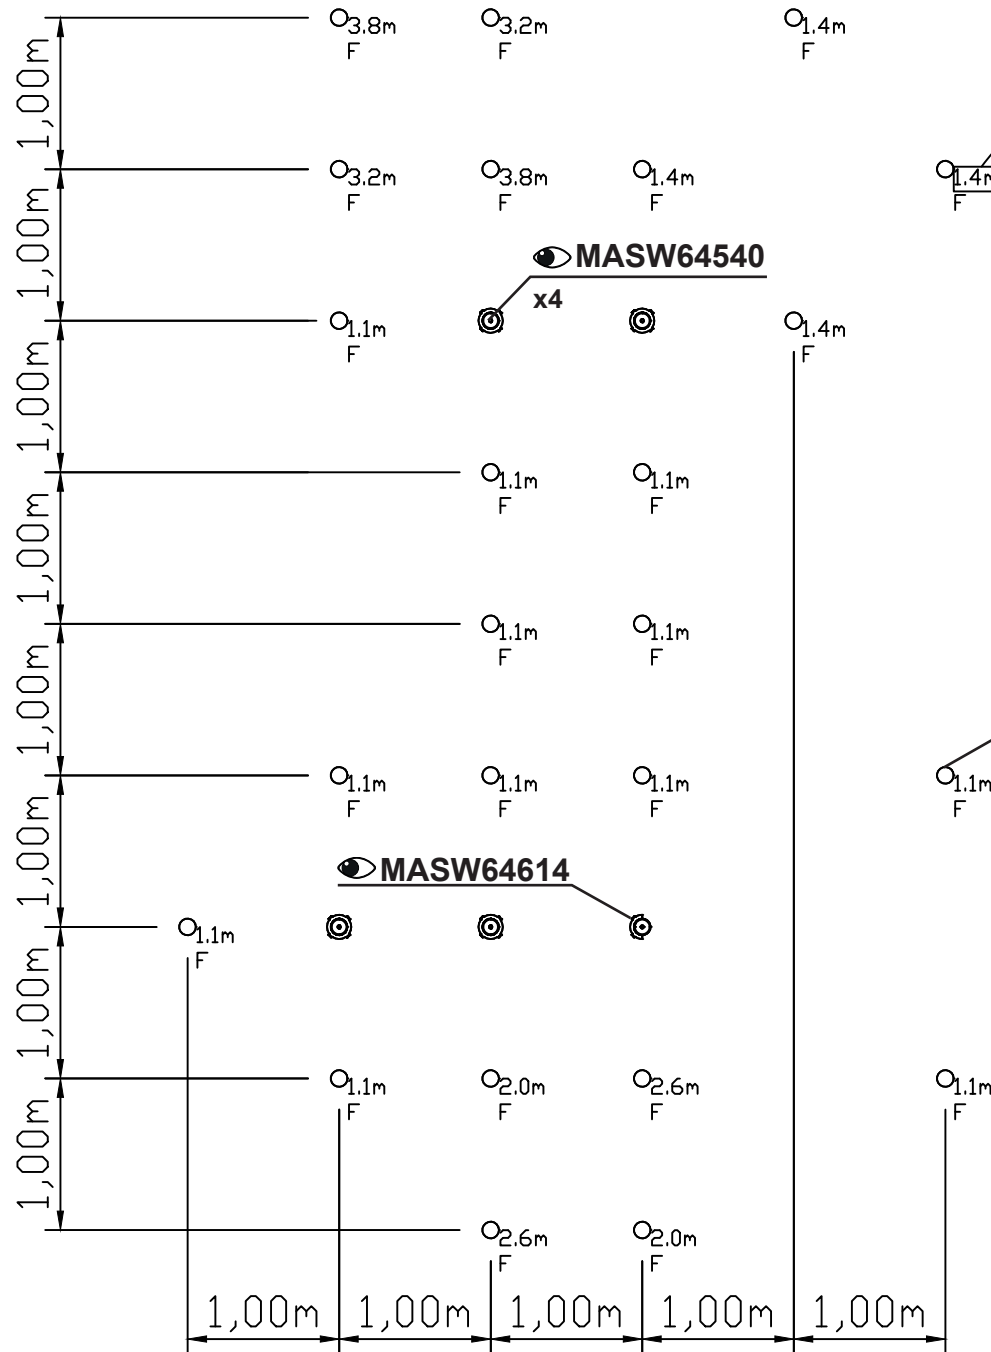 3.8m 3.2m 1.4m
F F F
1,00m
3.2m 3.8m 1.4m 1.4m
F F F F
1,00m
MASW64540
x4
1.1m 1.4m
F F
1,00m
1.1m 1.1m
F F
1,00m
1.1m 1.1m
F F
1,00m
1.1m 1.1m 1.1m 1.1m
F F F F
1,00m
MASW64614
1.1m
F
1,00m
1.1m 2.0m 2.6m 1.1m
F F F F
1,00m
2.6m 2.0m
F F
1,00m 1,00m 1,00m 1,00m 1,00m